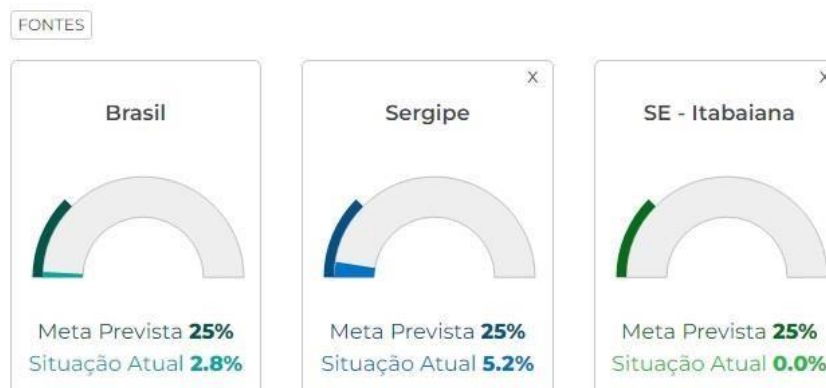 FONTES
X
X
Brasil
Sergipe
SE - Itabaiana
Meta Prevista 25%
Situação Atual 2.8%
Meta Prevista 25%
Situação Atual 5.2%
Meta Prevista 25%
Situação Atual 0.0%